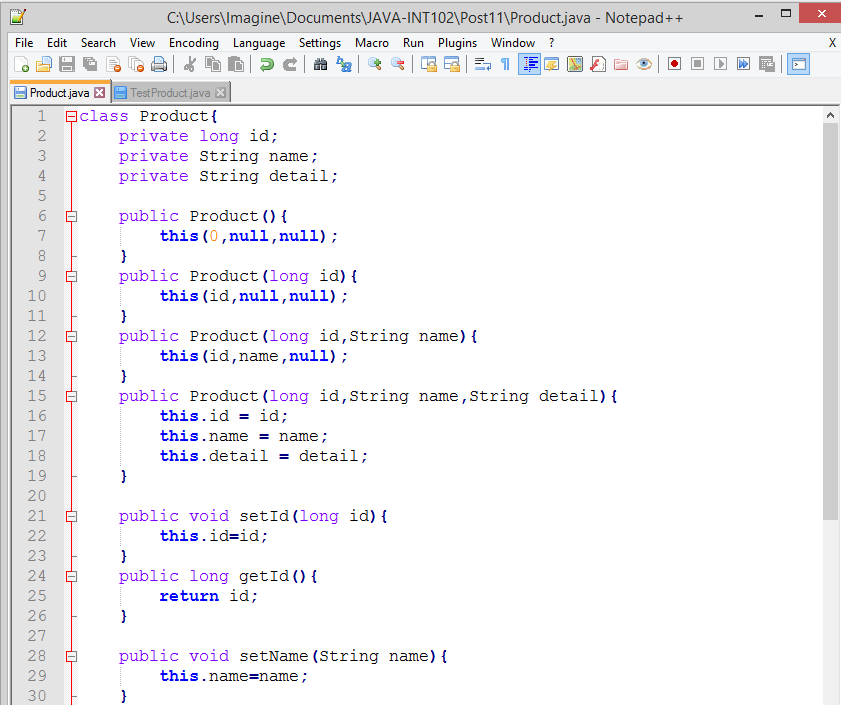 C:\Users\Imagine\Documents\JAVA-INT102\Post11\Product.java - Notepad++
File Edit Search View Encoding Language Settings Macro Run Plugins Window ? X
Product.java TestProduct.java
1 class Product{
2 private long id;
3 private String name;
4 private String detail;
5
6 public Product(){
7 this(0,null,null);
8 }
9 public Product(long id){
10 this(id,null,null);
11 }
12 public Product(long id,String name){
13 this(id,name,null);
14 }
15 public Product(long id,String name,String detail){
16 this.id = id;
17 this.name = name;
18 this.detail = detail;
19 }
20
21 public void setId(long id){
22 this.id=id;
23 }
24 public long getId(){
25 return id;
26 }
27
28 public void setName(String name){
29 this.name=name;
30 }